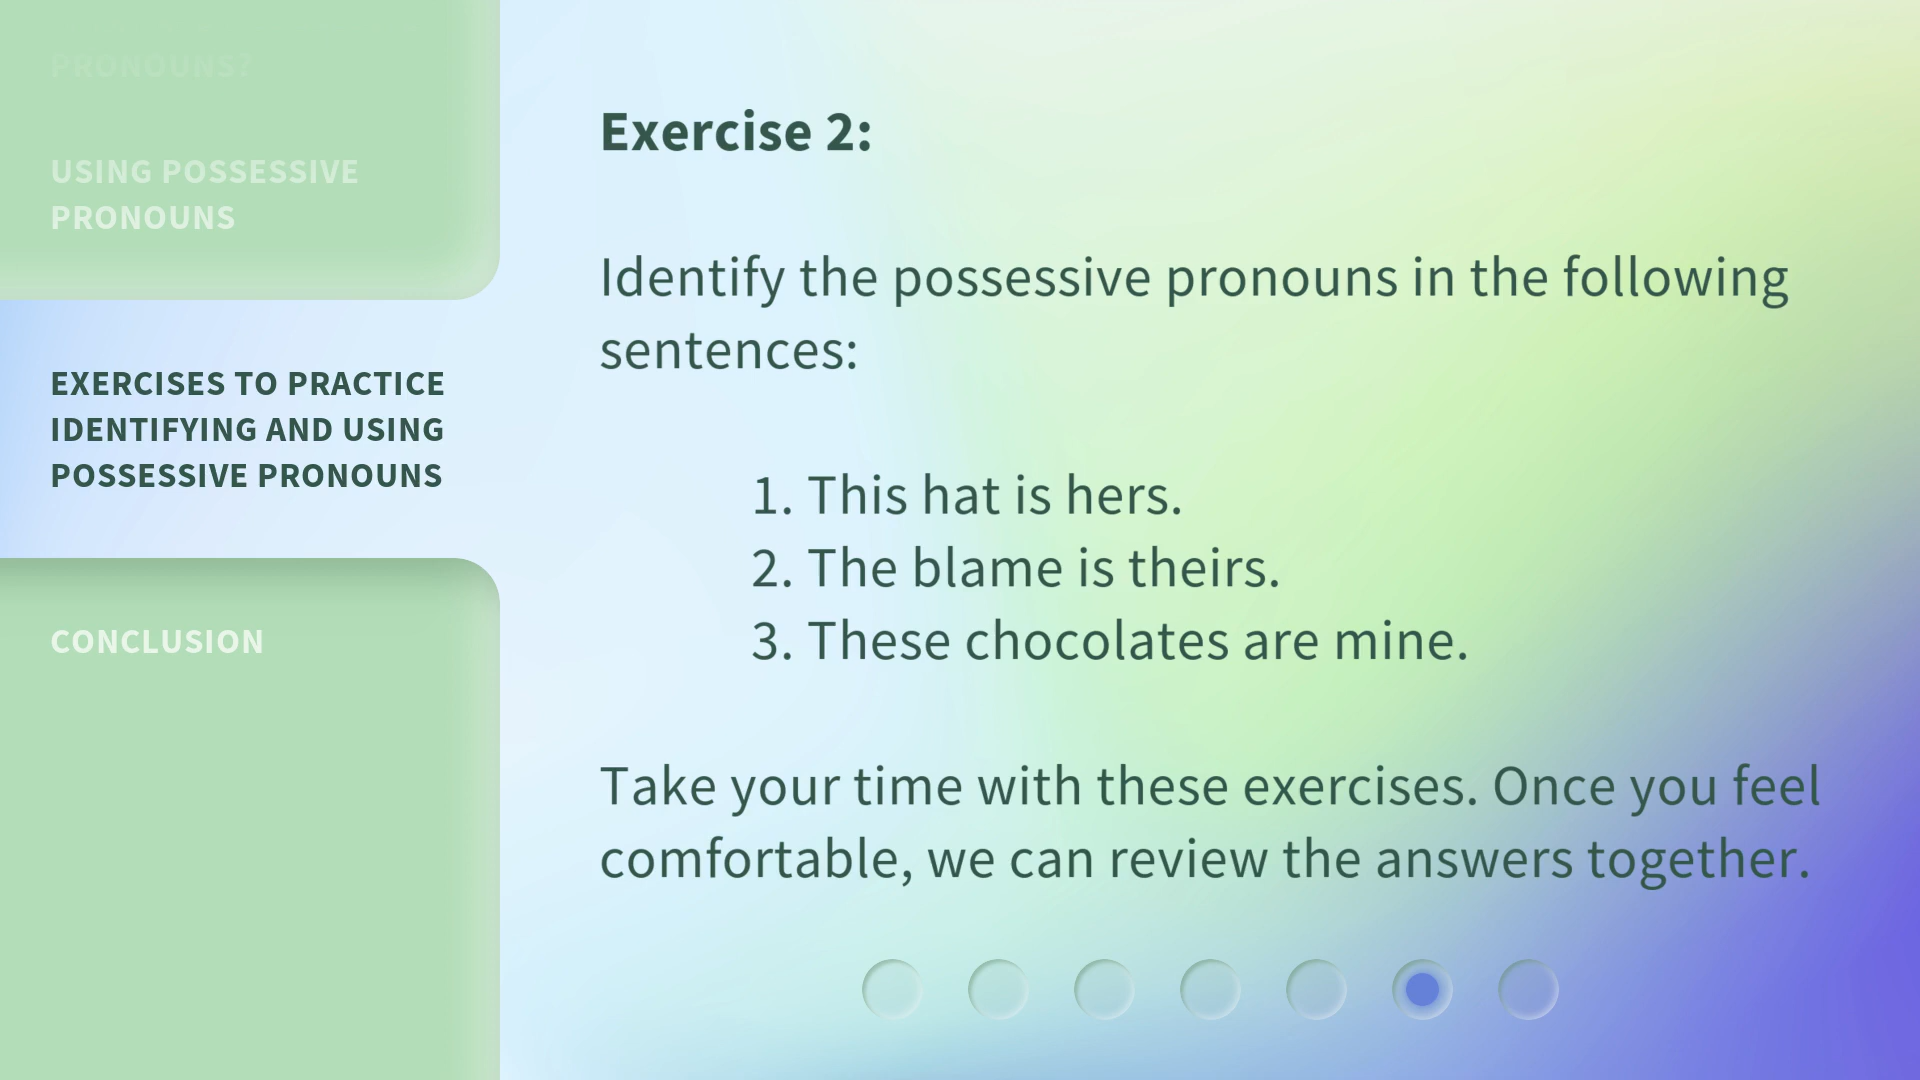 PRONOUNS?
USING POSSESSIVE
PRONOUNS
EXERCISES TO PRACTICE
IDENTIFYING AND USING
POSSESSIVE PRONOUNS
CONCLUSION
Exercise 2:
Identify the possessive pronouns in the following
sentences:
1. This hat is hers.
2. The blame is theirs.
3. These chocolates are mine.
Take your time with these exercises. Once you feel
comfortable, we can review the answers together.